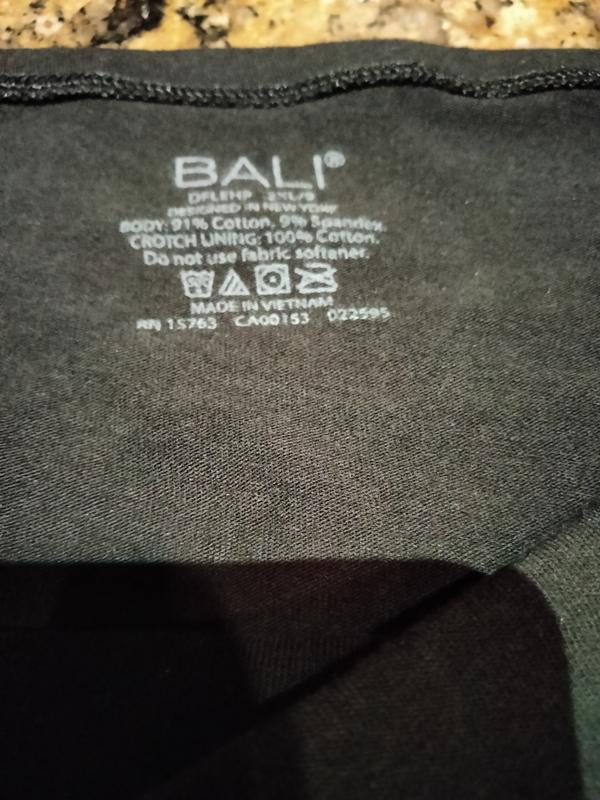 BALI®
DFLEHP 2XL/9
DESIGNED IN NEW YORK
BODY: 91% Cotton, 9% Spandex.
CROTCH LINING: 100% Cotton.
Do not use fabric softaner.
MADE IN VIETNAM
RN 15763 CA00153 022595